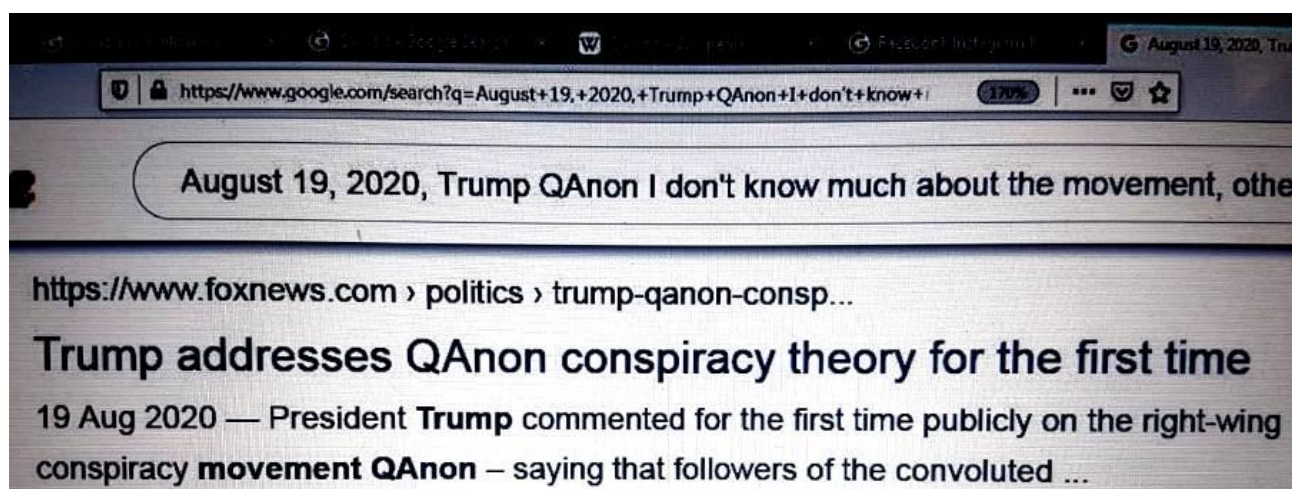 August 19, 2020, Tru
https://www.google.com/search?q=August+19,+2020,+Trump+QAnon+I+don't+know+
170%
August 19, 2020, Trump QAnon I don't know much about the movement, othe
https://www.foxnews.com › politics › trump-qanon-consp...
Trump addresses QAnon conspiracy theory for the first time
19 Aug 2020 — President Trump commented for the first time publicly on the right-wing
conspiracy movement QAnon – saying that followers of the convoluted ...